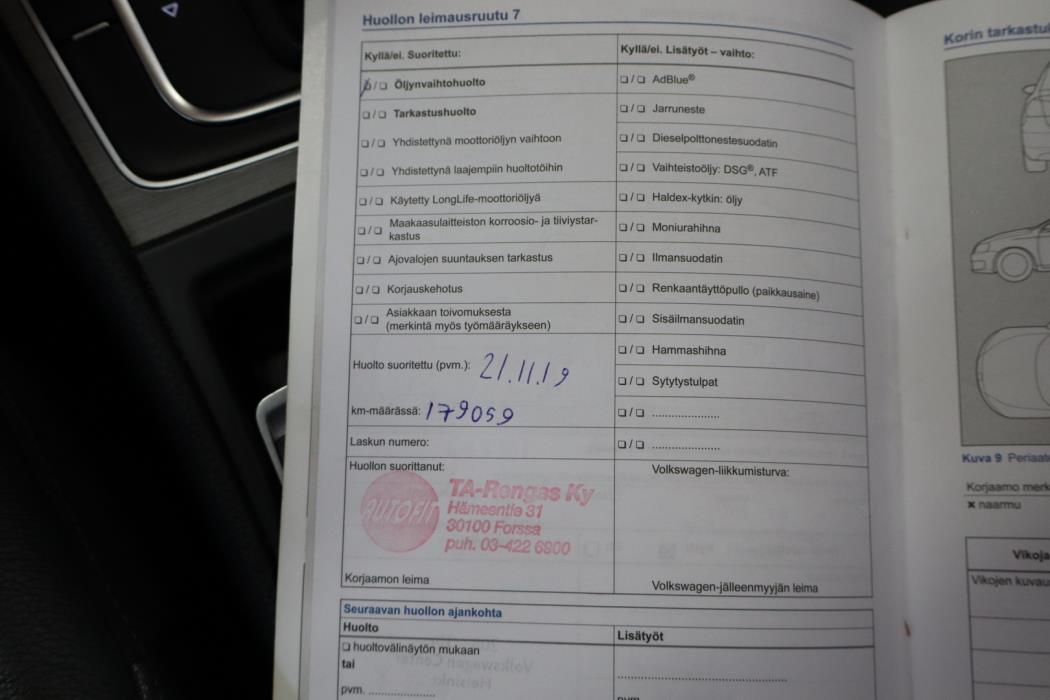 Huollon leimausruutu 7
Kyllä/ei. Suoritettu:
❏ / ❏ Öljynvaihtohuolto
❏ / ❏ Tarkastushuolto
❏ / ❏ Yhdistettynä moottoriöljyn vaihtoon
❏ / ❏ Yhdistettynä laajempiin huoltotöihin
❏ / ❏ Käytetty LongLife-moottoriöljyä
❏ / ❏ Maakaasulaitteiston korroosio- ja tiiviystar-
kastus
❏ / ❏ Ajovalojen suuntauksen tarkastus
❏ / ❏ Korjauskehotus
❏ / ❏ Asiakkaan toivomuksesta
(merkintä myös työmääräykseen)
Huolto suoritettu (pvm.): 21.11.19
km-määrässä: 179059
Laskun numero:
Huollon suorittanut:
AUTOFIT
TA-Rengas Ky
Hämeentie 31
30100 Forssa
puh. 03-422 6900
Korjaamon leima
Kyllä/ei. Lisätyöt – vaihto:
❏ / ❏ AdBlue®
❏ / ❏ Jarruneste
❏ / ❏ Dieselpolttonestesuodatin
❏ / ❏ Vaihteistoöljy: DSG®, ATF
❏ / ❏ Haldex-kytkin: öljy
❏ / ❏ Moniurahihna
❏ / ❏ Ilmansuodatin
❏ / ❏ Renkaantäyttöpullo (paikkausaine)
❏ / ❏ Sisäilmansuodatin
❏ / ❏ Hammashihna
❏ / ❏ Sytytystulpat
❏ / ❏ ....................
❏ / ❏ ....................
Volkswagen-liikkumisturva:
Volkswagen-jälleenmyyjän leima
Seuraavan huollon ajankohta
Huolto
❏ huoltovälinäytön mukaan
tai
pvm. ....................
Lisätyöt
Korin tarkastu
Kuva 9 Periaat
Korjaamo merk
✕ naarmu
Vikoja
Vikojen kuvau